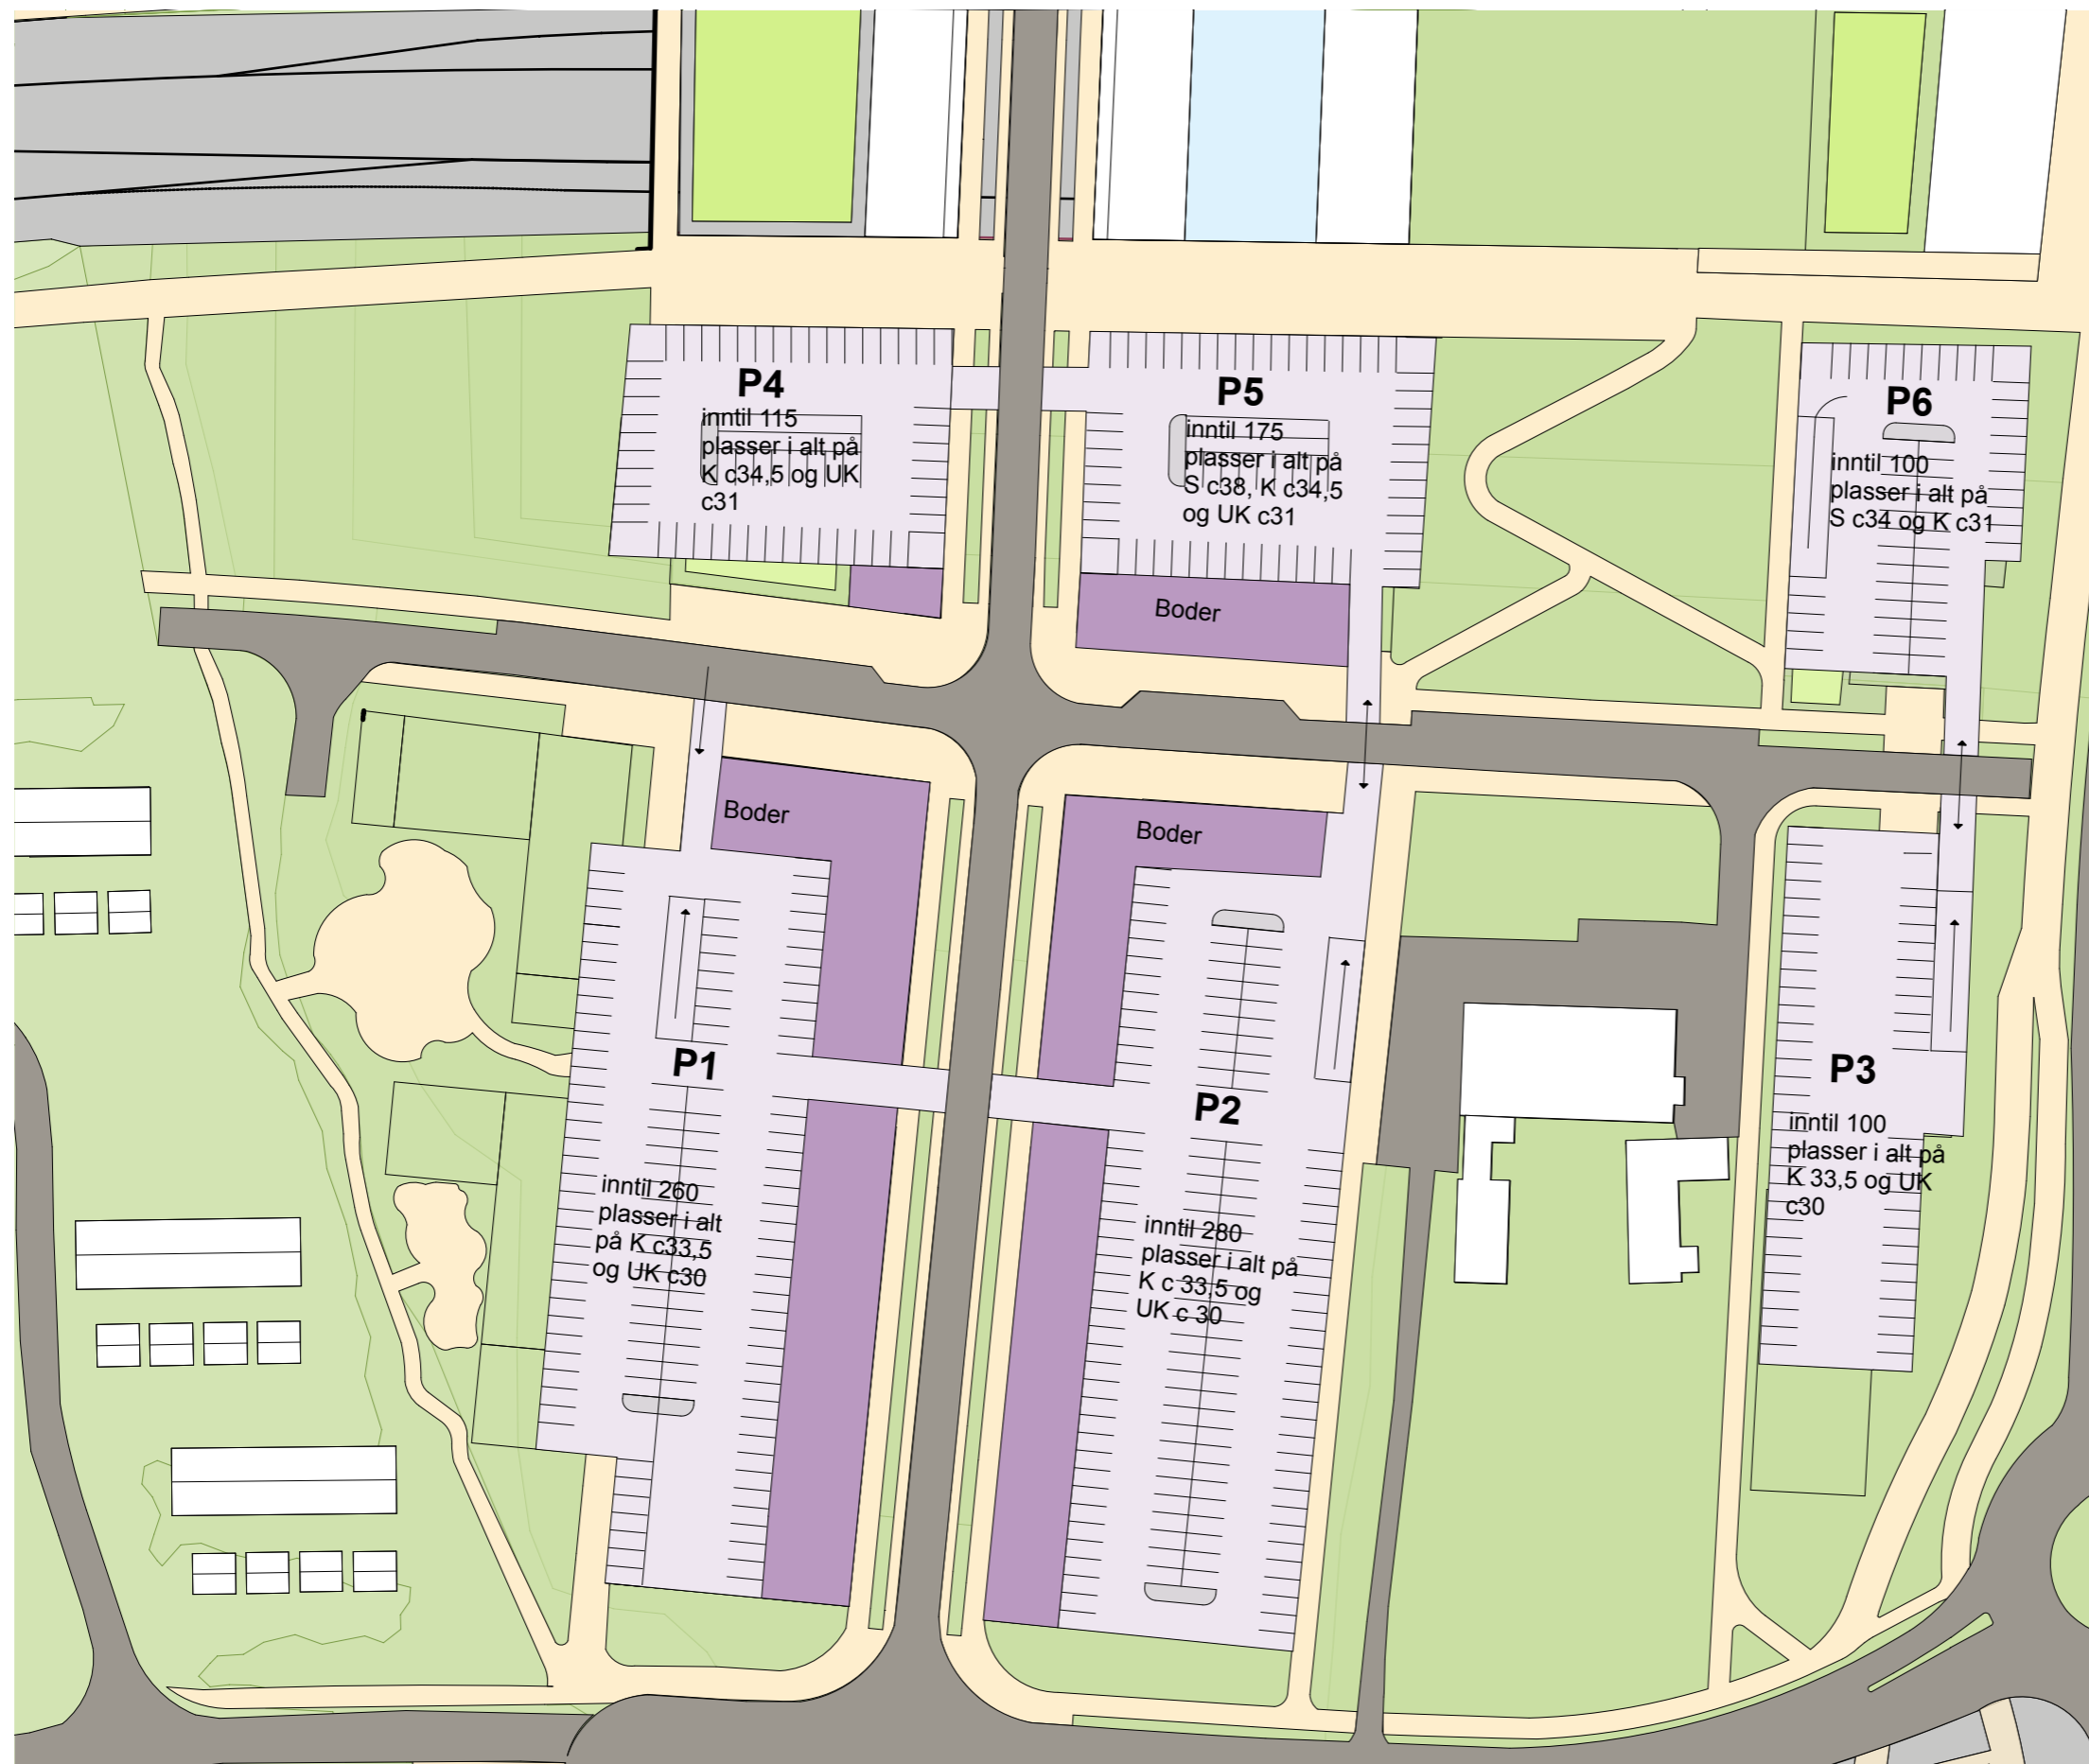 P4
inntil 115
plasser i alt på
K c34,5 og UK
c31
P5
inntil 175
plasser i alt på
S c38, K c34,5
og UK c31
P6
inntil 100
plasser i alt på
S c34 og K c31
Boder
Boder
Boder
P1
inntil 260
plasser i alt
på K c33,5
og UK c30
P2
inntil 280
plasser i alt på
K c 33,5 og
UK c 30
P3
inntil 100
plasser i alt på
K 33,5 og UK
c30